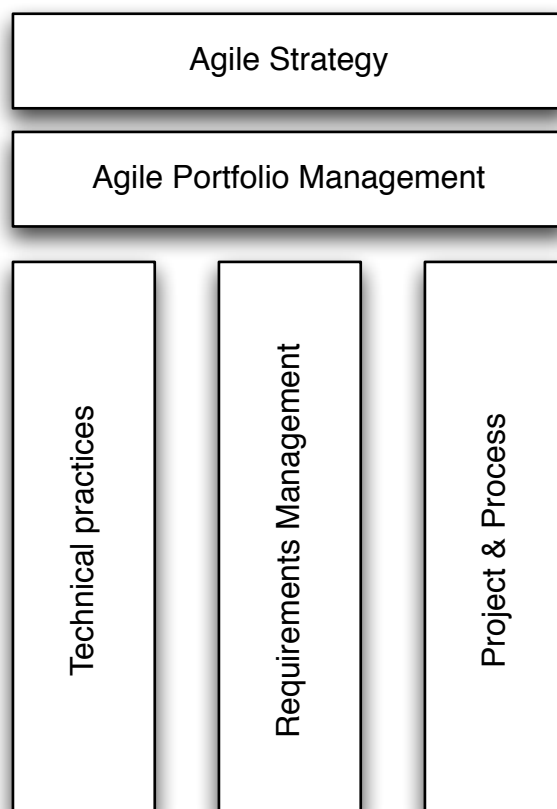 Agile Strategy
Agile Portfolio Management
Technical practices
Requirements Management
Project & Process